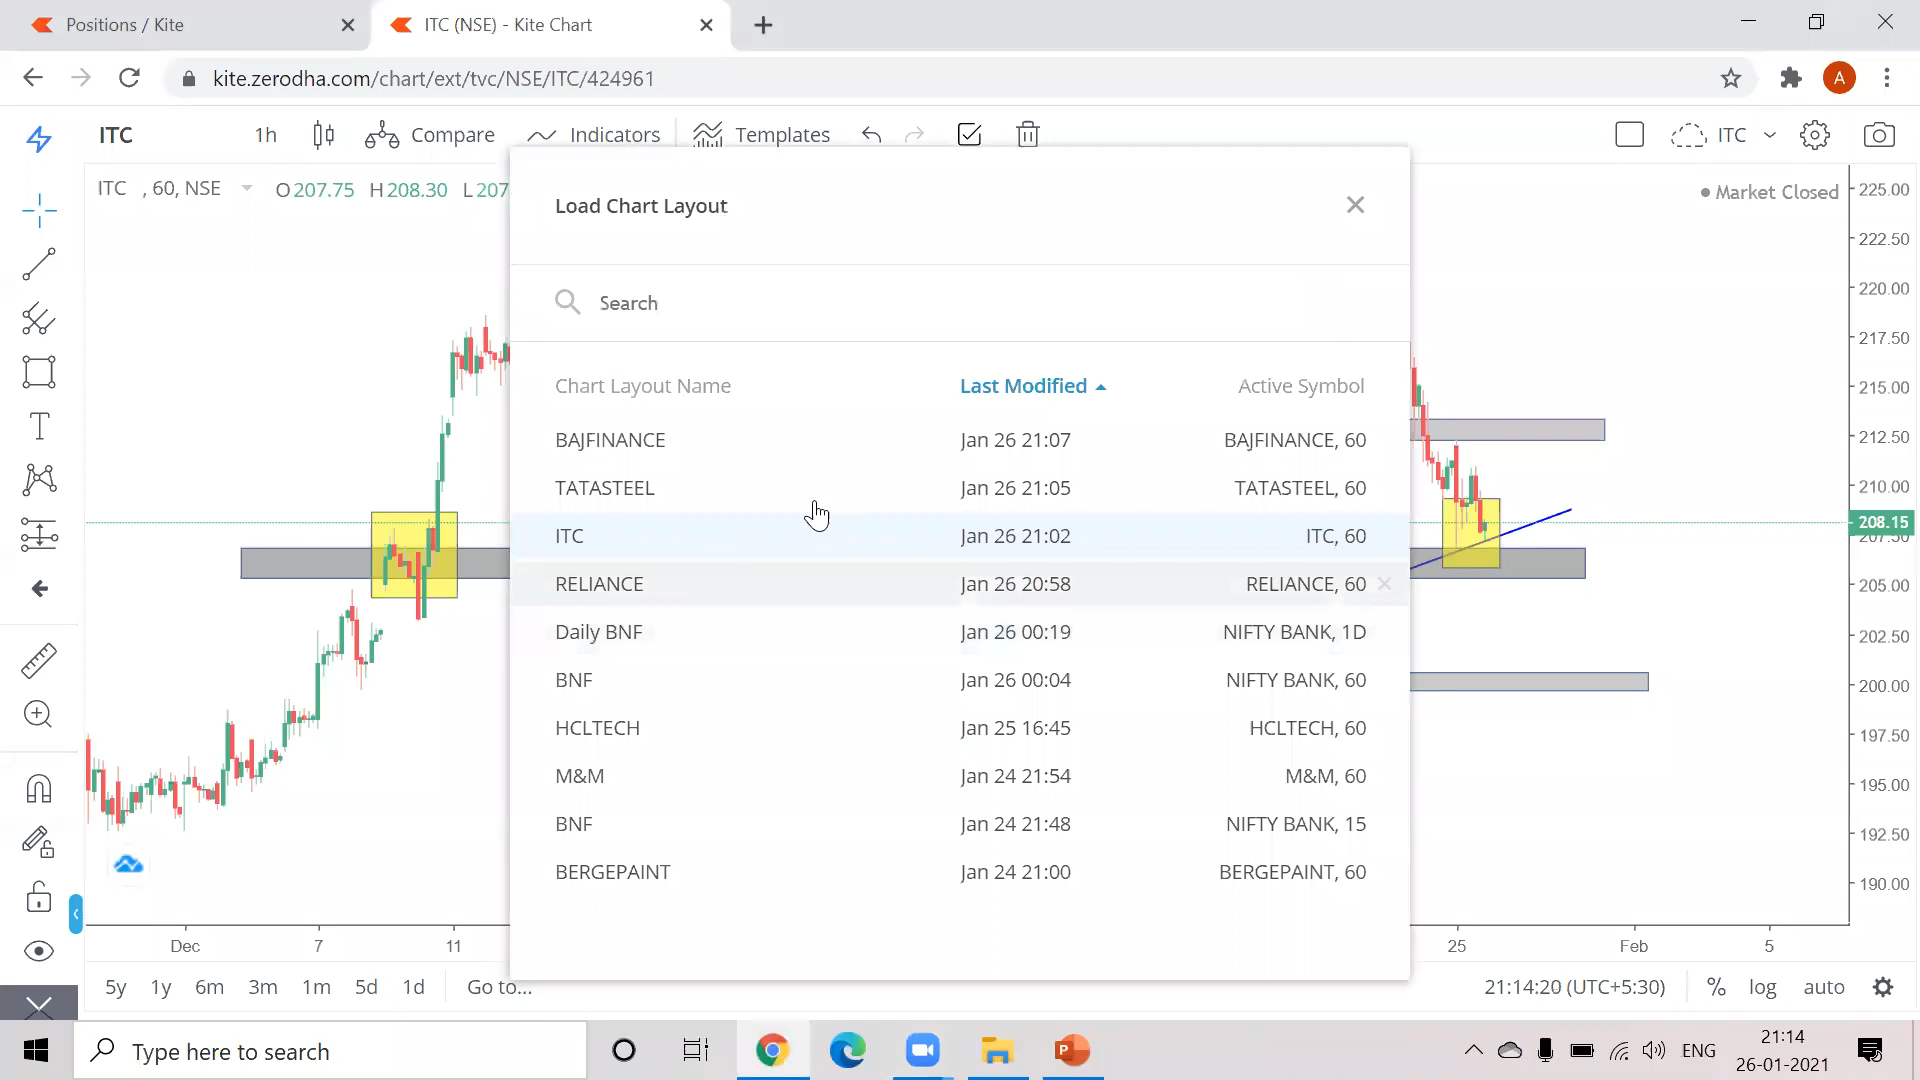 Positions / Kite
ITC (NSE) - Kite Chart
kite.zerodha.com/chart/ext/tvc/NSE/ITC/424961
A
ITC 1h Compare Indicators Templates ITC
ITC , 60, NSE O207.75 H208.30 L207
Market Closed
Load Chart Layout
Search
Chart Layout Name Last Modified Active Symbol
BAJFINANCE Jan 26 21:07 BAJFINANCE, 60
TATASTEEL Jan 26 21:05 TATASTEEL, 60
ITC Jan 26 21:02 ITC, 60
RELIANCE Jan 26 20:58 RELIANCE, 60
Daily BNF Jan 26 00:19 NIFTY BANK, 1D
BNF Jan 26 00:04 NIFTY BANK, 60
HCLTECH Jan 25 16:45 HCLTECH, 60
M&M Jan 24 21:54 M&M, 60
BNF Jan 24 21:48 NIFTY BANK, 15
BERGEPAINT Jan 24 21:00 BERGEPAINT, 60
225.00
222.50
220.00
217.50
215.00
212.50
210.00
208.15
207.50
205.00
202.50
200.00
197.50
195.00
192.50
190.00
Dec 7 11 25 Feb 5
5y 1y 6m 3m 1m 5d 1d Go to... 21:14:20 (UTC+5:30) % log auto
Type here to search
ENG
21:14
26-01-2021